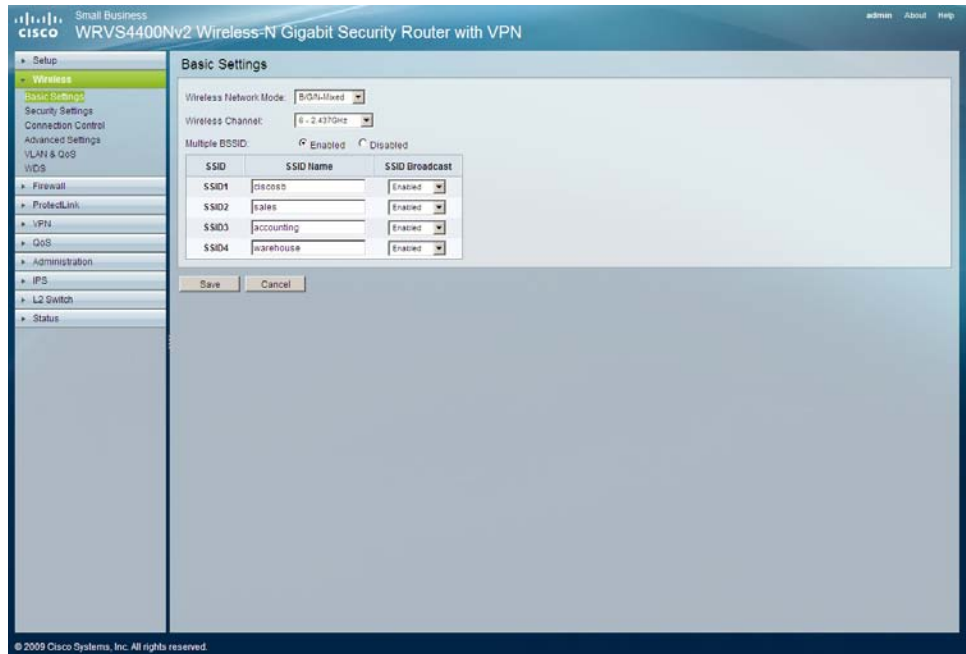 Small Business
cisco WRVS4400Nv2 Wireless-N Gigabit Security Router with VPN
admin About Help
Setup
Wireless
Basic Settings
Security Settings
Connection Control
Advanced Settings
VLAN & QoS
WDS
Firewall
ProtectLink
VPN
QoS
Administration
IPS
L2 Switch
Status
Basic Settings
Wireless Network Mode: B/G/N-Mixed
Wireless Channel: 6 - 2.437GHz
Multiple BSSID: Enabled Disabled
SSID SSID Name SSID Broadcast
SSID1 ciscosb Enabled
SSID2 sales Enabled
SSID3 accounting Enabled
SSID4 warehouse Enabled
Save Cancel
© 2009 Cisco Systems, Inc. All rights reserved.